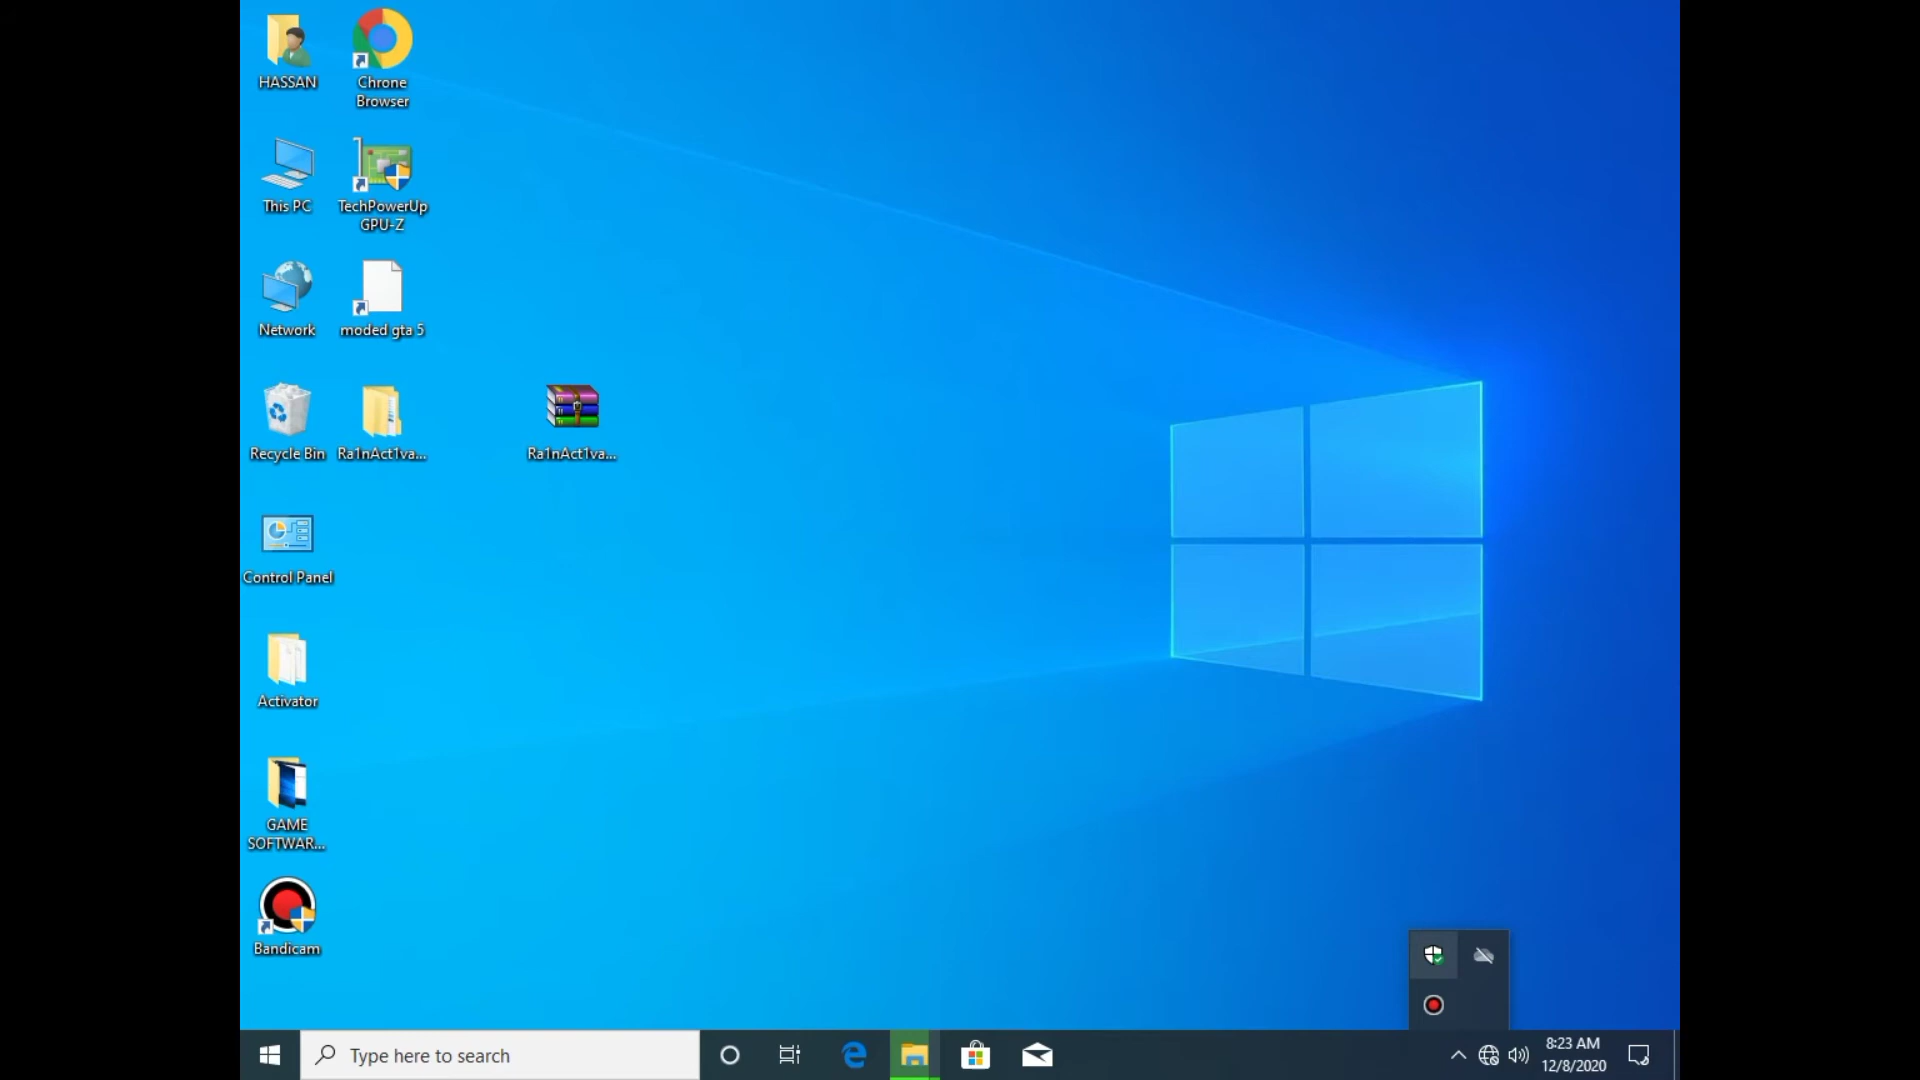 HASSAN
Chrone
Browser
This PC
TechPowerUp
GPU-Z
Network
moded gta 5
Recycle Bin
Ra1nAct1va...
Ra1nAct1va...
Control Panel
Activator
GAME
SOFTWAR...
Bandicam
Type here to search
8:23 AM
12/8/2020